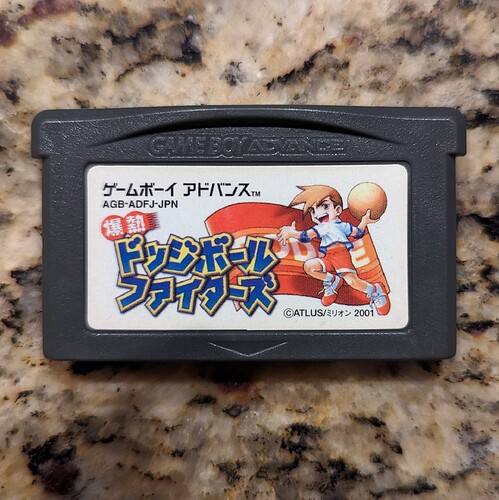 GAME BOY ADVANCE
ゲームボーイ アドバンス™
AGB-ADFJ-JPN
爆熱
ドッジボール
ファイターズ
©ATLUS/ミリオン 2001